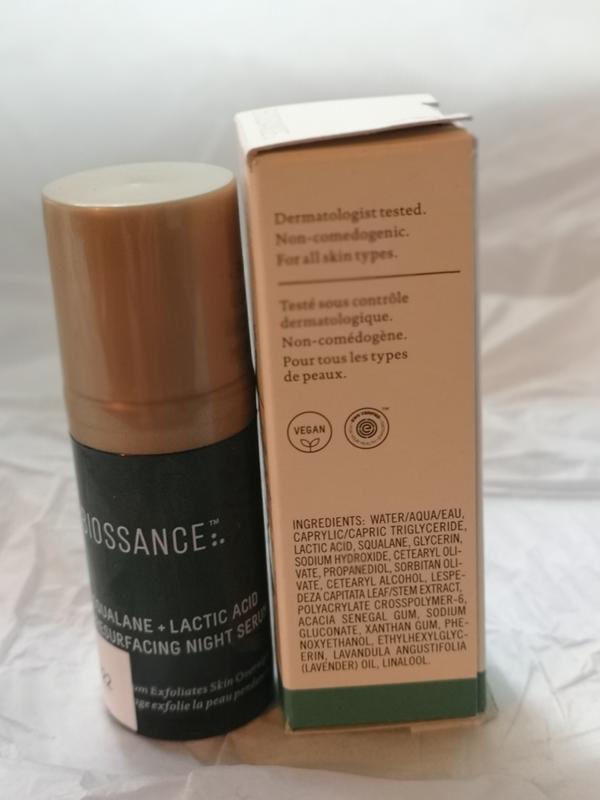 BIOSSANCE™
SQUALANE + LACTIC ACID
RESURFACING NIGHT SERUM
Exfoliates Skin
exfolie la peau
22
Dermatologist tested.
Non-comedogenic.
For all skin types.
Testé sous contrôle
dermatologique.
Non-comédogène.
Pour tous les types
de peaux.
VEGAN
INGREDIENTS: WATER/AQUA/EAU,
CAPRYLIC/CAPRIC TRIGLYCERIDE,
LACTIC ACID, SQUALANE, GLYCERIN,
SODIUM HYDROXIDE, CETEARYL OLI-
VATE, PROPANEDIOL, SORBITAN OLI-
VATE, CETEARYL ALCOHOL, LESPE-
DEZA CAPITATA LEAF/STEM EXTRACT,
POLYACRYLATE CROSSPOLYMER-6,
ACACIA SENEGAL GUM, SODIUM
GLUCONATE, XANTHAN GUM, PHE-
NOXYETHANOL, ETHYLHEXYLGLYC-
ERIN, LAVANDULA ANGUSTIFOLIA
(LAVENDER) OIL, LINALOOL.